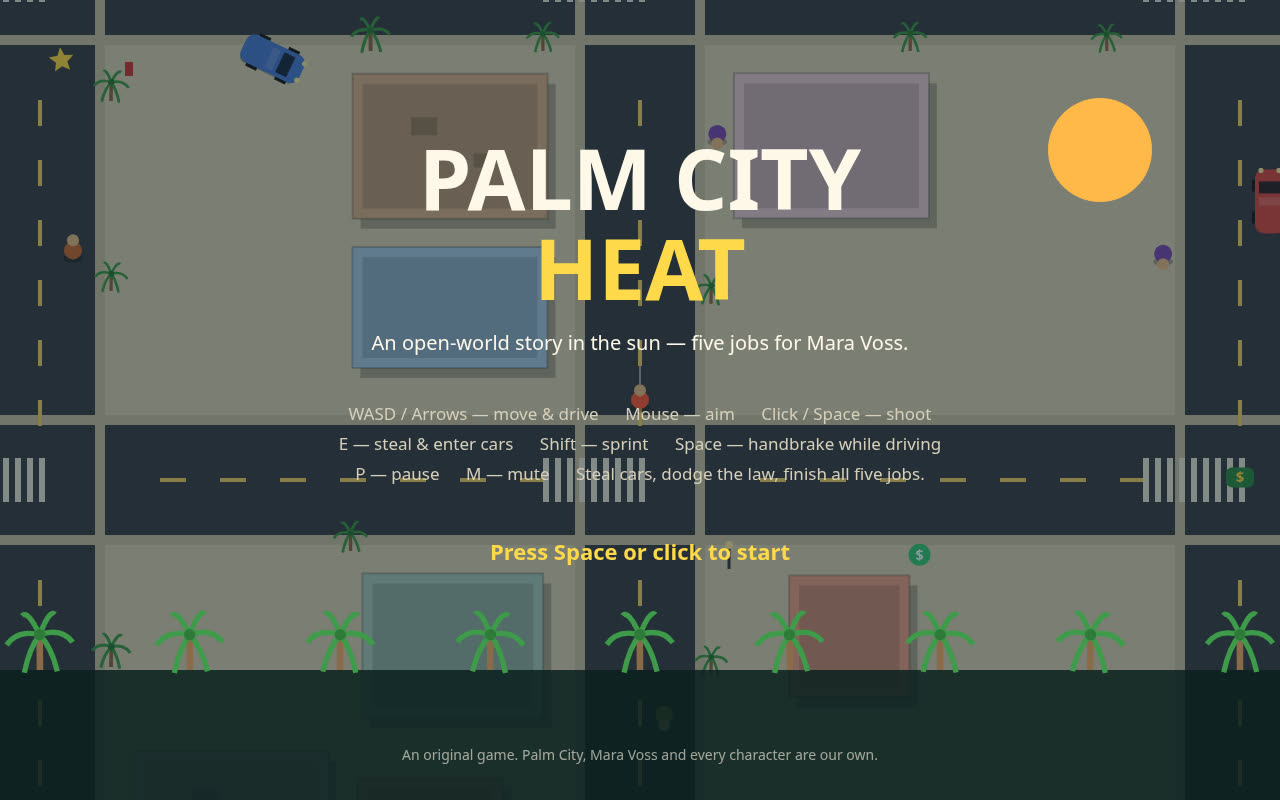 PALM CITY
HEAT
An open-world story in the sun — five jobs for Mara Voss.
WASD / Arrows — move & drive Mouse — aim Click / Space — shoot
E — steal & enter cars Shift — sprint Space — handbrake while driving
P — pause M — mute Steal cars, dodge the law, finish all five jobs.
$
Press Space or click to start
$
An original game. Palm City, Mara Voss and every character are our own.